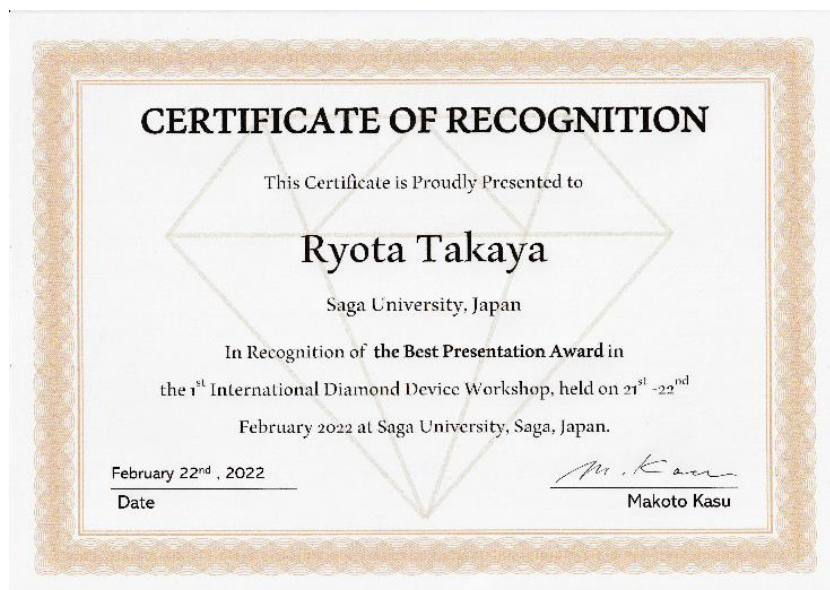 CERTIFICATE OF RECOGNITION
This Certificate is Proudly Presented to
Ryota Takaya
Saga University, Japan
In Recognition of the Best Presentation Award in
the 1st International Diamond Device Workshop, held on 21st -22nd
February 2022 at Saga University, Saga, Japan.
February 22nd , 2022
M. Kasu
Date
Makoto Kasu